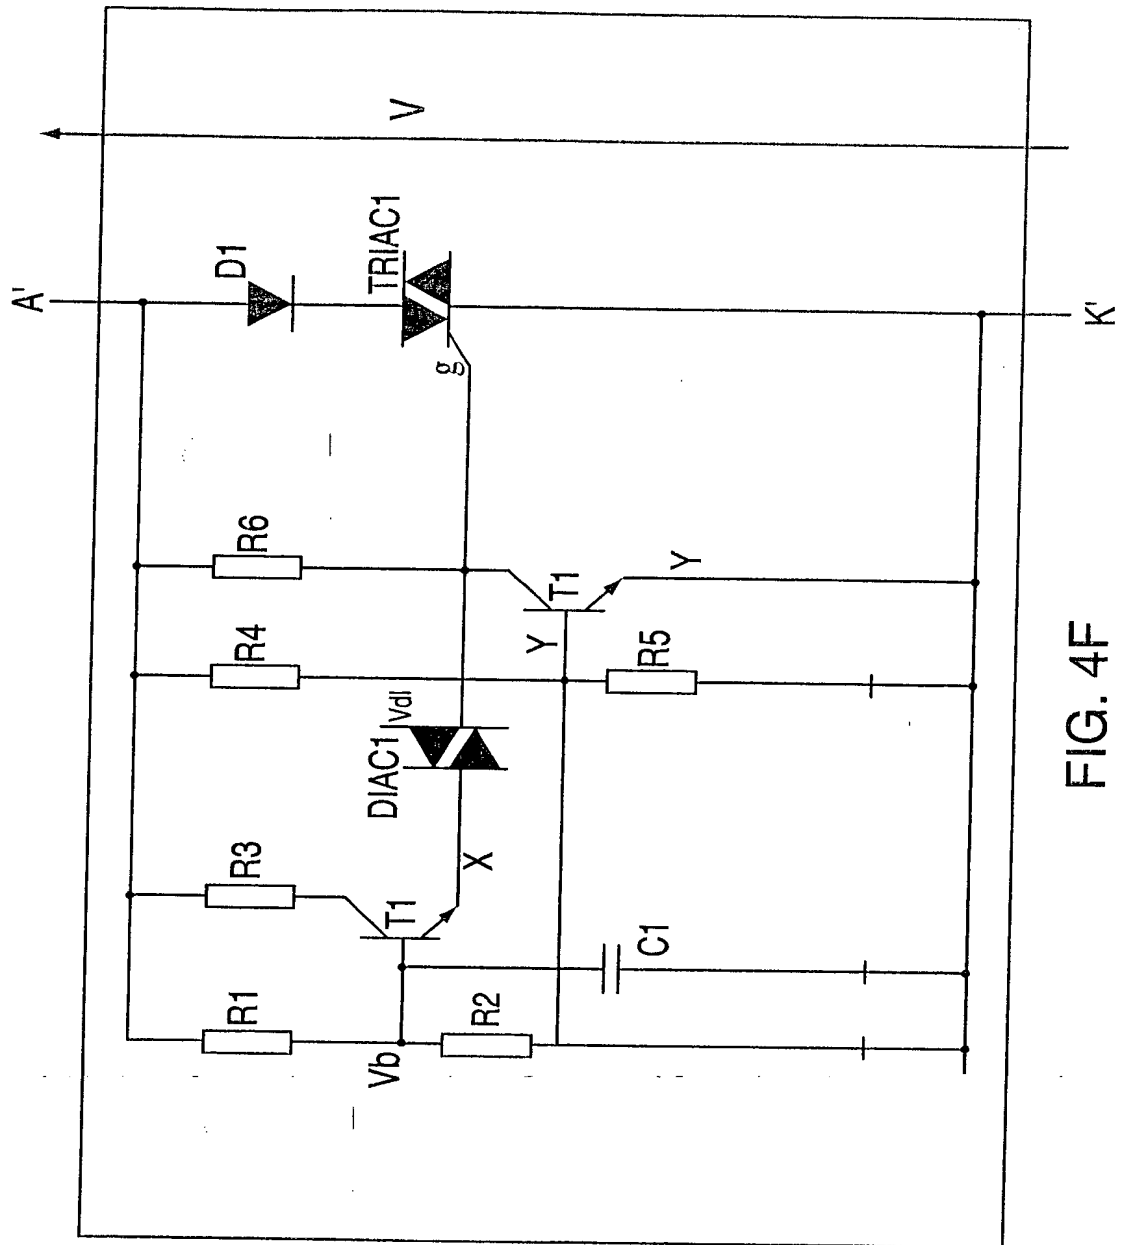 A'
V
D1
TRIAC1
g
R6
R4
R3
R1
DIAC1
Vdl
T1
Y
Y
X
T1
R5
Vb
R2
C1
K'
FIG. 4F